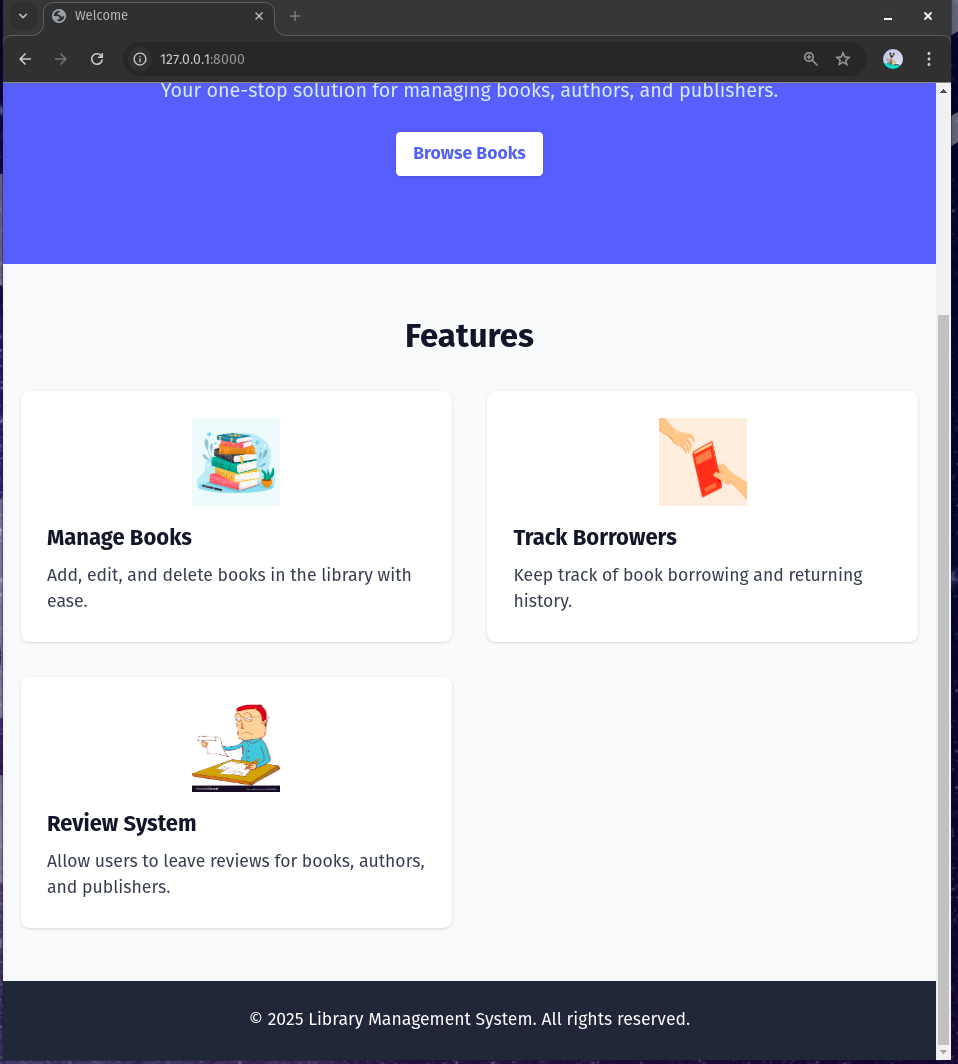 Welcome
127.0.0.1:8000
Your one-stop solution for managing books, authors, and publishers.
Browse Books
Features
Manage Books
Add, edit, and delete books in the library with
ease.
Track Borrowers
Keep track of book borrowing and returning
history.
Review System
Allow users to leave reviews for books, authors,
and publishers.
© 2025 Library Management System. All rights reserved.